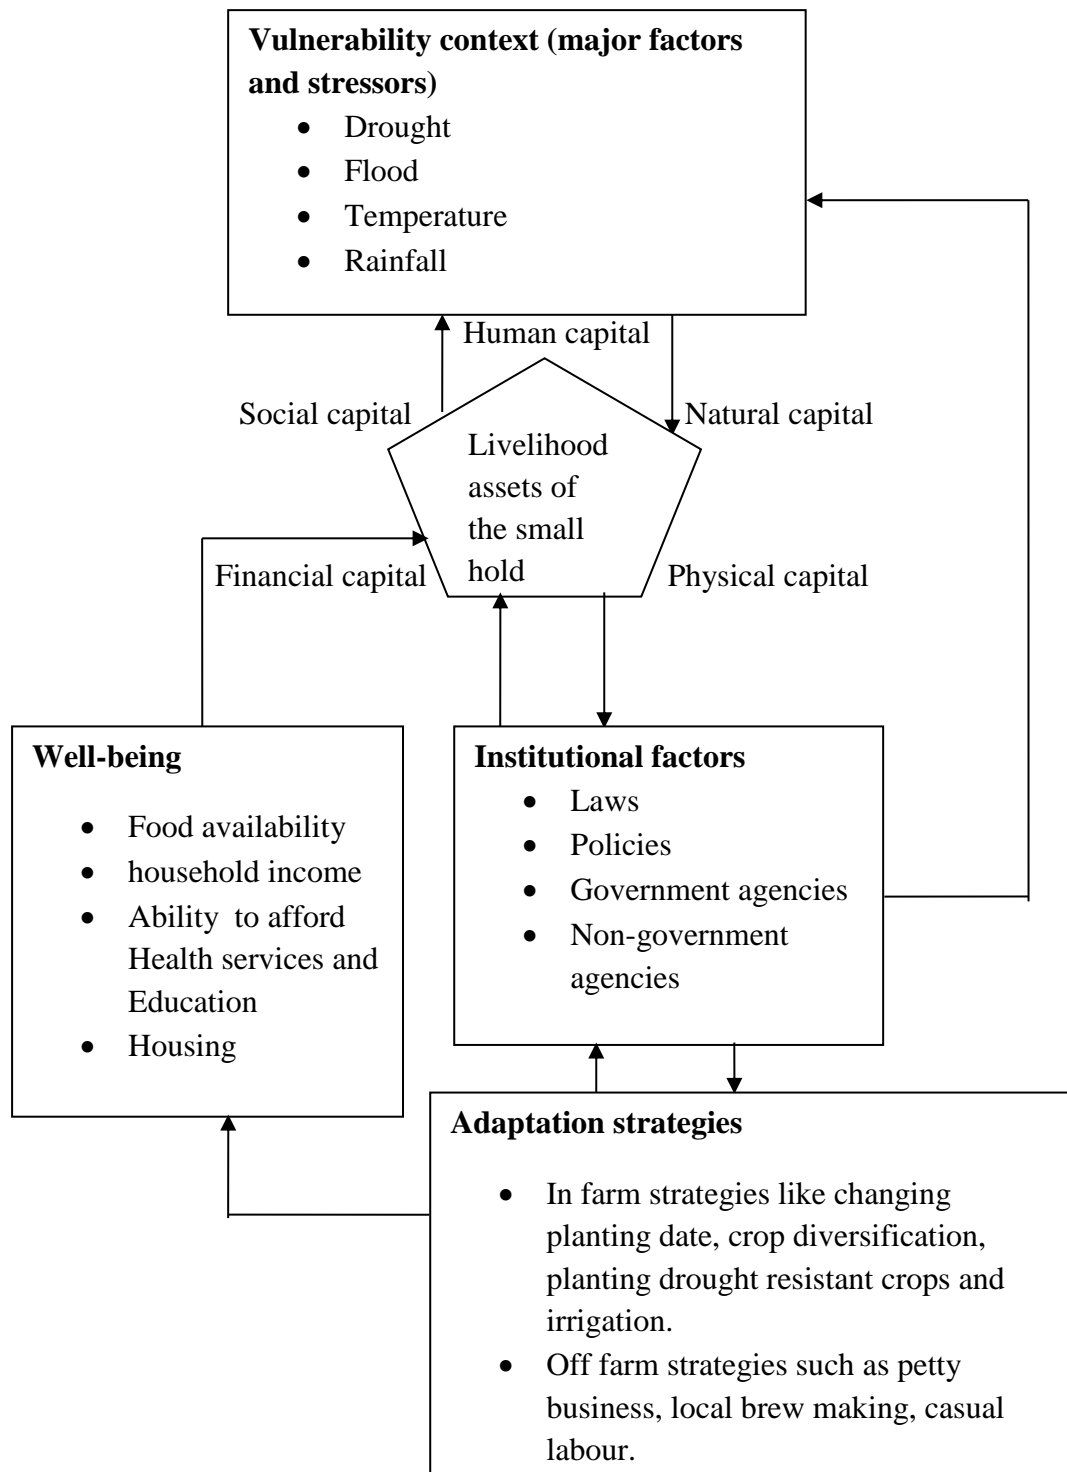 Vulnerability context (major factors
and stressors)
• Drought
• Flood
• Temperature
• Rainfall
Human capital
Social capital
Natural capital
Livelihood
assets of
the small
hold
Financial capital
Physical capital
Well-being
• Food availability
• household income
• Ability  to afford
Health services and
Education
• Housing
Institutional factors
• Laws
• Policies
• Government agencies
• Non-government
agencies
Adaptation strategies
• In farm strategies like changing
planting date, crop diversification,
planting drought resistant crops and
irrigation.
• Off farm strategies such as petty
business, local brew making, casual
labour.